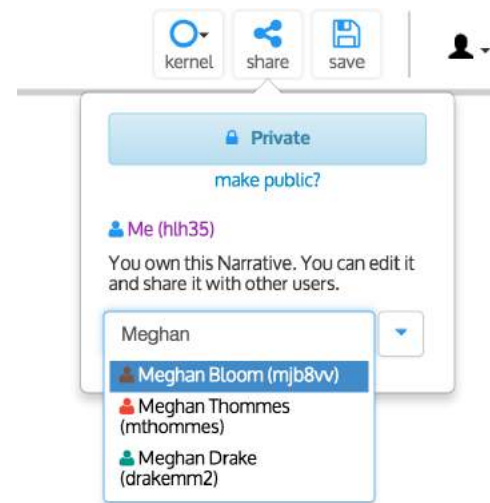 kernel share save
Private
make public?
Me (hlh35)
You own this Narrative. You can edit it
and share it with other users.
Meghan
Meghan Bloom (mjb8vv)
Meghan Thommes
(mthommes)
Meghan Drake
(drakemm2)